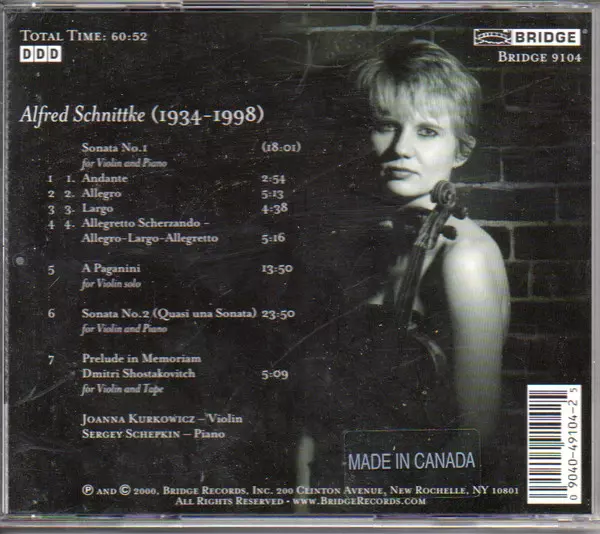 TOTAL TIME: 60:52
DDD
BRIDGE
BRIDGE 9104
Alfred Schnittke (1934-1998)
Sonata No.1 (18:01)
for Violin and Piano
1 1. Andante 2:54
2 2. Allegro 5:13
3 3. Largo 4:38
4 4. Allegretto Scherzando –
Allegro-Largo-Allegretto 5:16
5 A Paganini 13:50
for Violin solo
6 Sonata No.2 (Quasi una Sonata) 23:50
for Violin and Piano
7 Prelude in Memoriam
Dmitri Shostakovitch 5:09
for Violin and Tape
JOANNA KURKOWICZ – Violin
SERGEY SCHEPKIN – Piano
MADE IN CANADA
℗ AND © 2000, BRIDGE RECORDS, INC. 200 CLINTON AVENUE, NEW ROCHELLE, NY 10801
ALL RIGHTS RESERVED • WWW.BRIDGERECORDS.COM
0 9040-49104-2 5